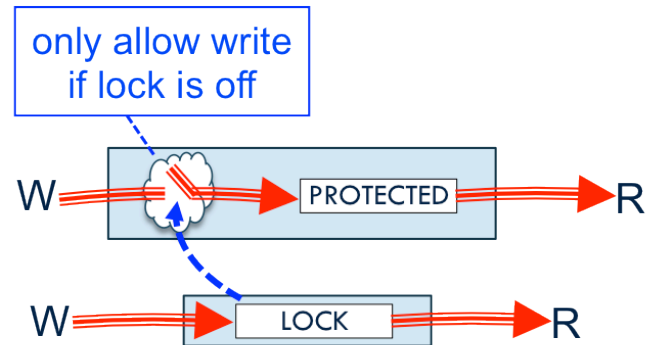 only allow write
if lock is off
W
PROTECTED
R
W
LOCK
R